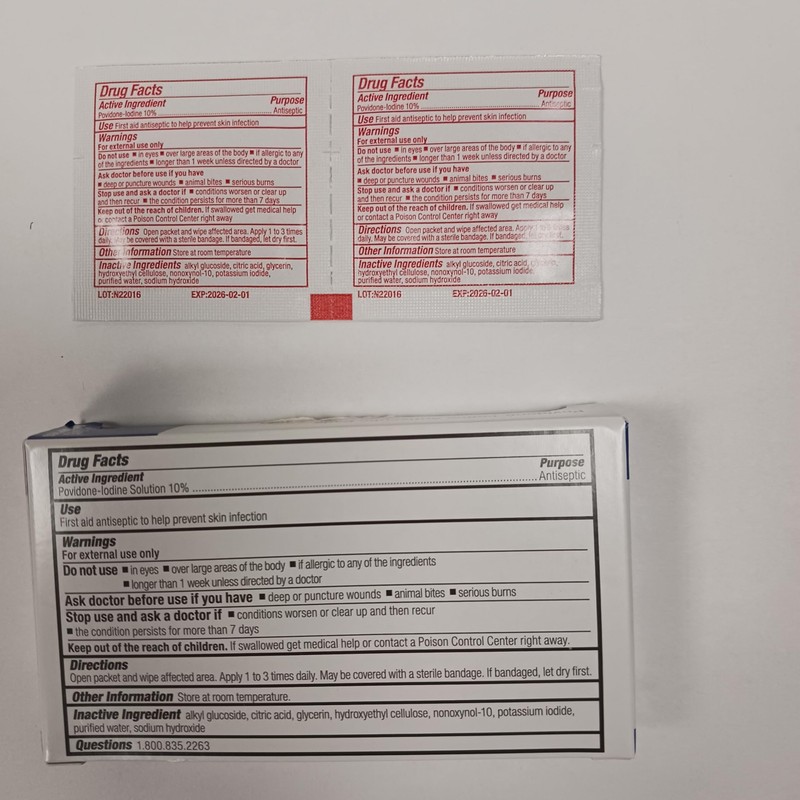 Drug Facts
Active Ingredient Purpose
Povidone-Iodine 10% Antiseptic
Use First aid antiseptic to help prevent skin infection
Warnings
For external use only
Do not use ■ in eyes ■ over large areas of the body ■ if allergic to any
of the ingredients ■ longer than 1 week unless directed by a doctor
Ask doctor before use if you have
■ deep or puncture wounds ■ animal bites ■ serious burns
Stop use and ask a doctor if ■ conditions worsen or clear up
and then recur ■ the condition persists for more than 7 days
Keep out of the reach of children. If swallowed get medical help
or contact a Poison Control Center right away
Directions Open packet and wipe affected area. Apply 1 to 3 times
daily. May be covered with a sterile bandage. If bandaged, let dry first.
Other Information Store at room temperature
Inactive Ingredients alkyl glucoside, citric acid, glycerin,
hydroxyethyl cellulose, nonoxynol-10, potassium iodide,
purified water, sodium hydroxide
LOT:N22016 EXP:2026-02-01
Drug Facts
Active Ingredient Purpose
Povidone-Iodine 10% Antiseptic
Use First aid antiseptic to help prevent skin infection
Warnings
For external use only
Do not use ■ in eyes ■ over large areas of the body ■ if allergic to any
of the ingredients ■ longer than 1 week unless directed by a doctor
Ask doctor before use if you have
■ deep or puncture wounds ■ animal bites ■ serious burns
Stop use and ask a doctor if ■ conditions worsen or clear up
and then recur ■ the condition persists for more than 7 days
Keep out of the reach of children. If swallowed get medical help
or contact a Poison Control Center right away
Directions Open packet and wipe affected area. Apply 1 to 3 times
daily. May be covered with a sterile bandage. If bandaged, let dry first.
Other Information Store at room temperature
Inactive Ingredients alkyl glucoside, citric acid, glycerin,
hydroxyethyl cellulose, nonoxynol-10, potassium iodide,
purified water, sodium hydroxide
LOT:N22016 EXP:2026-02-01
Drug Facts
Active Ingredient Purpose
Povidone-Iodine Solution 10% Antiseptic
Use
First aid antiseptic to help prevent skin infection
Warnings
For external use only
Do not use ■ in eyes ■ over large areas of the body ■ if allergic to any of the ingredients
■ longer than 1 week unless directed by a doctor
Ask doctor before use if you have ■ deep or puncture wounds ■ animal bites ■ serious burns
Stop use and ask a doctor if ■ conditions worsen or clear up and then recur
■ the condition persists for more than 7 days
Keep out of the reach of children. If swallowed get medical help or contact a Poison Control Center right away.
Directions
Open packet and wipe affected area. Apply 1 to 3 times daily. May be covered with a sterile bandage. If bandaged, let dry first.
Other Information Store at room temperature.
Inactive Ingredient alkyl glucoside, citric acid, glycerin, hydroxyethyl cellulose, nonoxynol-10, potassium iodide,
purified water, sodium hydroxide
Questions 1.800.835.2263